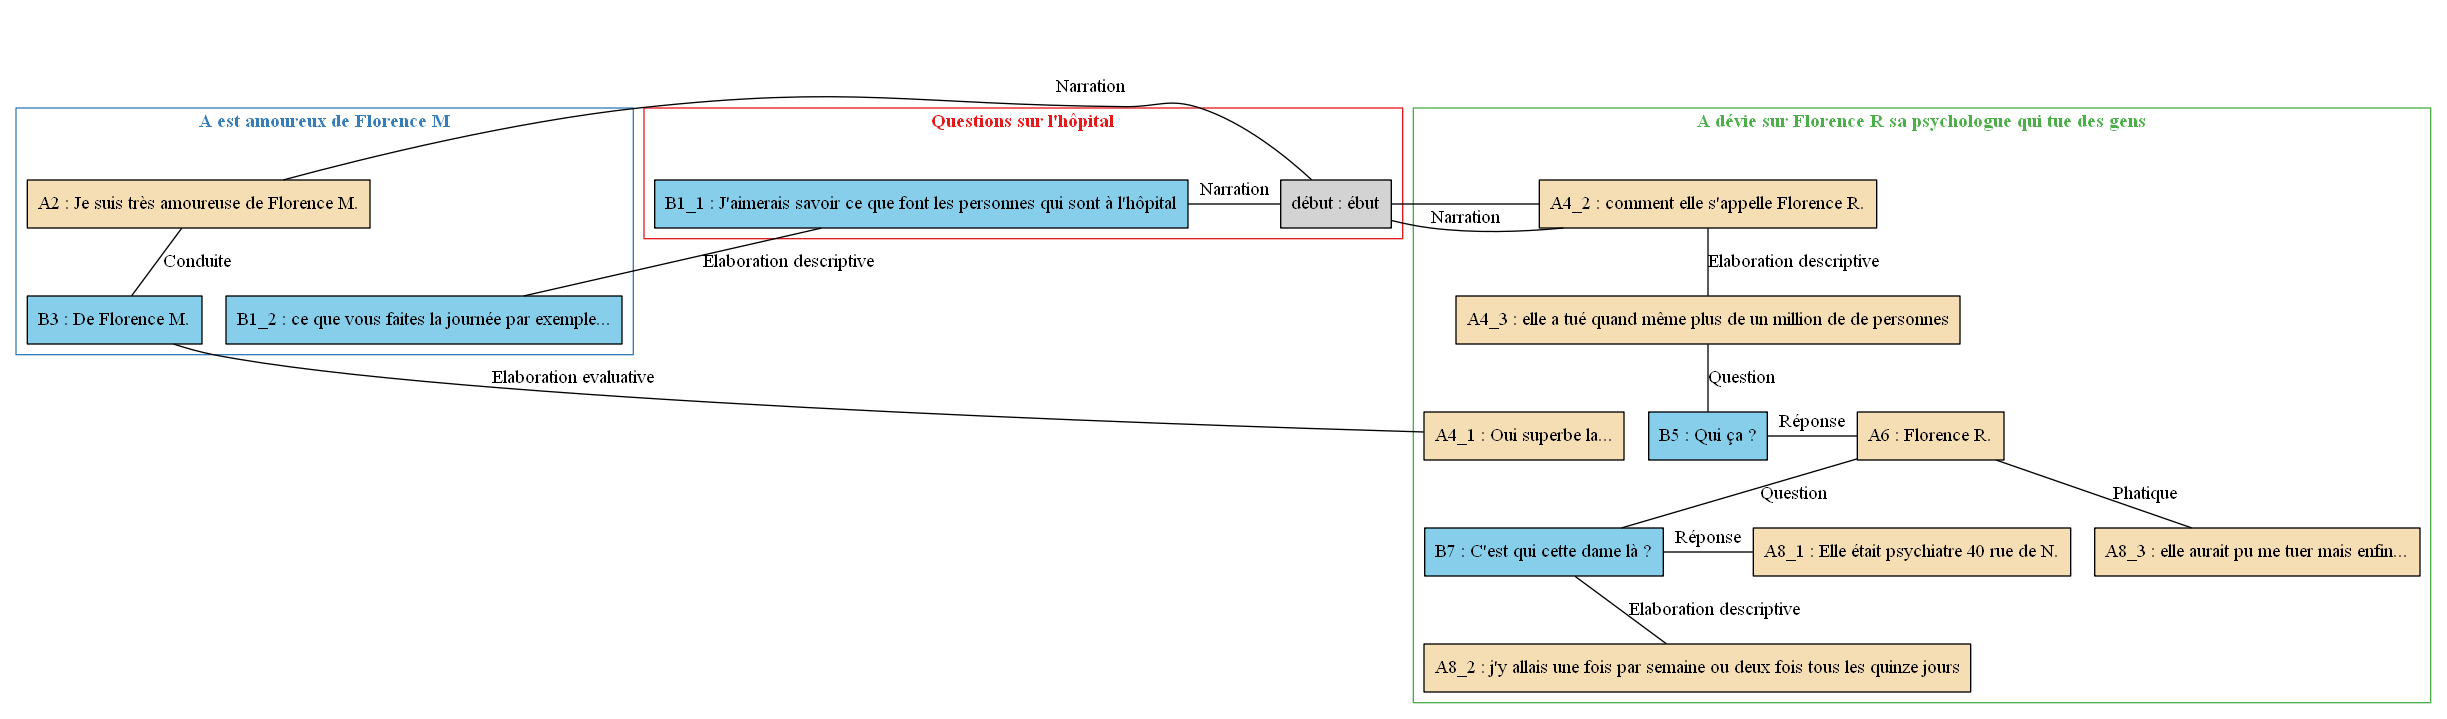 Narration
A est amoureux de Florence M
Questions sur l'hôpital
A dévie sur Florence R sa psychologue qui tue des gens
A2 : Je suis très amoureuse de Florence M.
B1_1 : J'aimerais savoir ce que font les personnes qui sont à l'hôpital
Narration
début : ébut
Narration
A4_2 : comment elle s'appelle Florence R.
Conduite
Elaboration descriptive
Elaboration descriptive
B3 : De Florence M.
B1_2 : ce que vous faites la journée par exemple...
A4_3 : elle a tué quand même plus de un million de de personnes
Elaboration evaluative
Question
A4_1 : Oui superbe la...
B5 : Qui ça ?
Réponse
A6 : Florence R.
Question
Phatique
B7 : C'est qui cette dame là ?
Réponse
A8_1 : Elle était psychiatre 40 rue de N.
A8_3 : elle aurait pu me tuer mais enfin...
Elaboration descriptive
A8_2 : j'y allais une fois par semaine ou deux fois tous les quinze jours